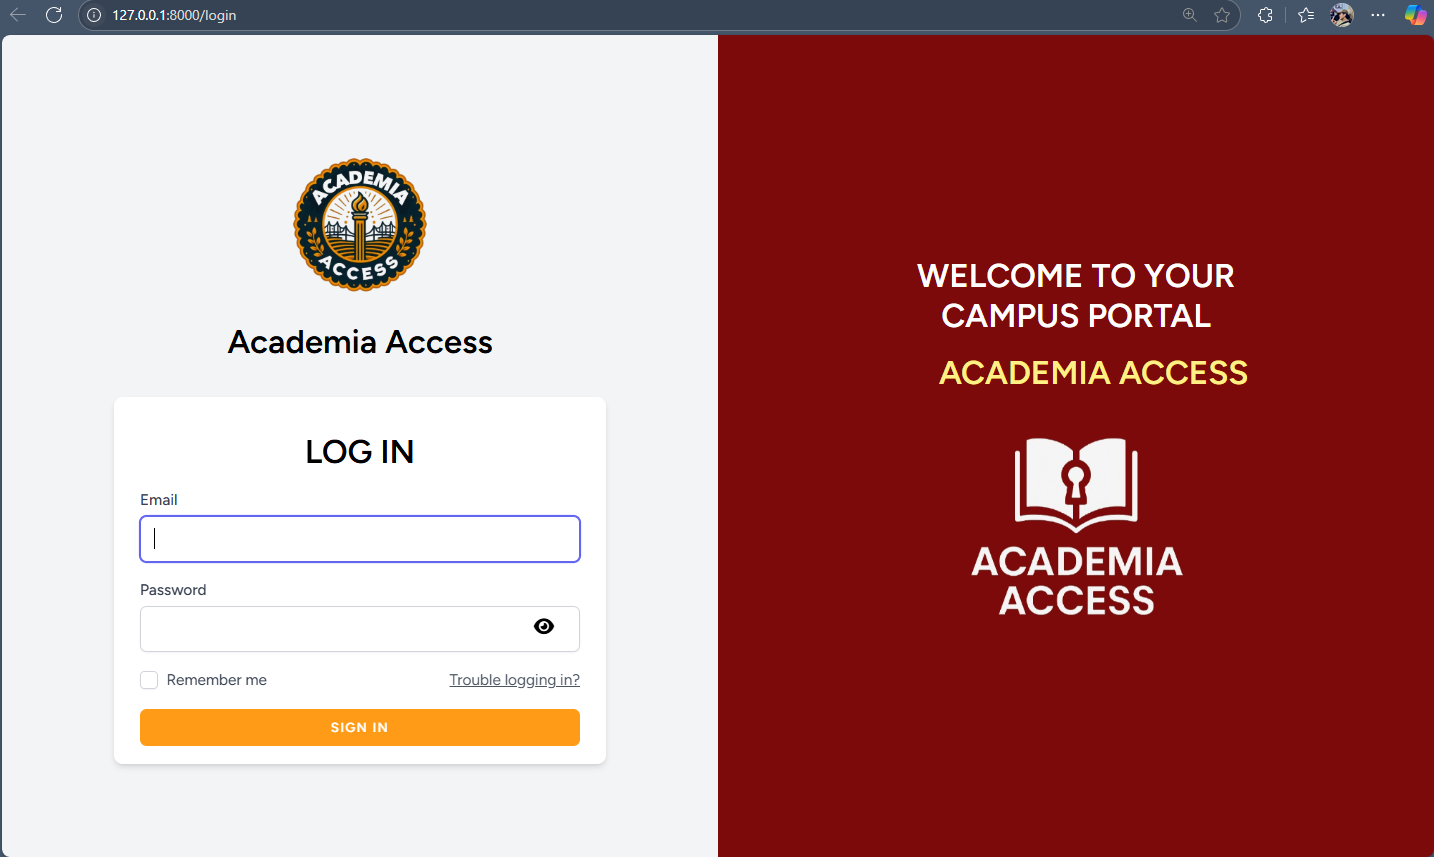 127.0.0.1:8000/login
ACADEMIA
ACCESS
Academia Access
LOG IN
Email
Password
Remember me
Trouble logging in?
SIGN IN
WELCOME TO YOUR
CAMPUS PORTAL
ACADEMIA ACCESS
ACADEMIA
ACCESS